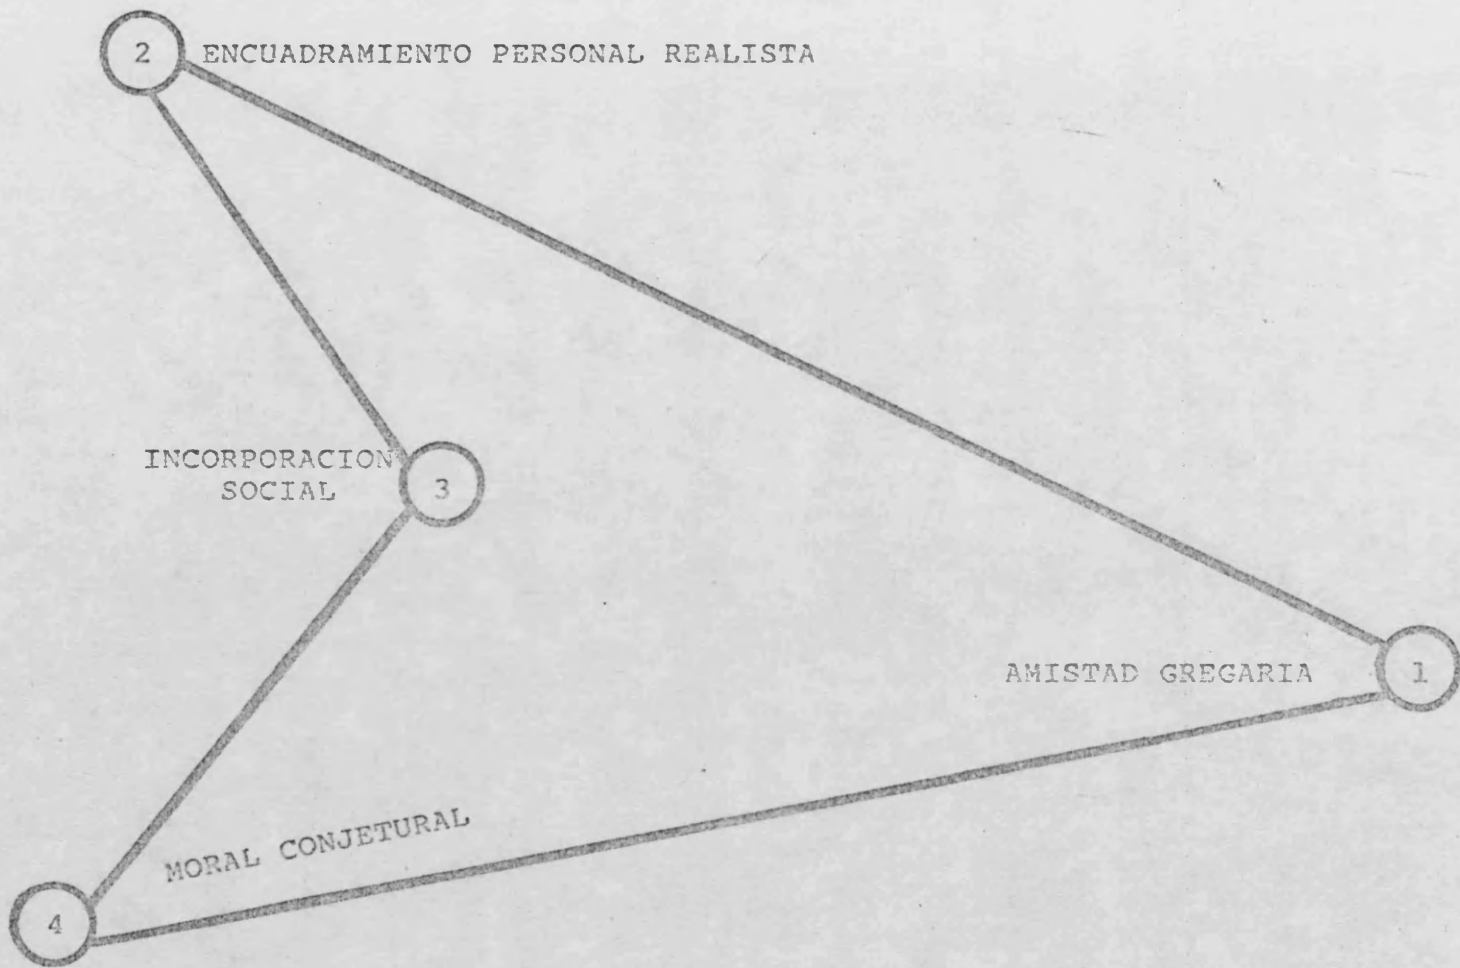 2 ENCUADRAMIENTO PERSONAL REALISTA
INCORPORACION
SOCIAL
3
AMISTAD GREGARIA 1
MORAL CONJETURAL
4